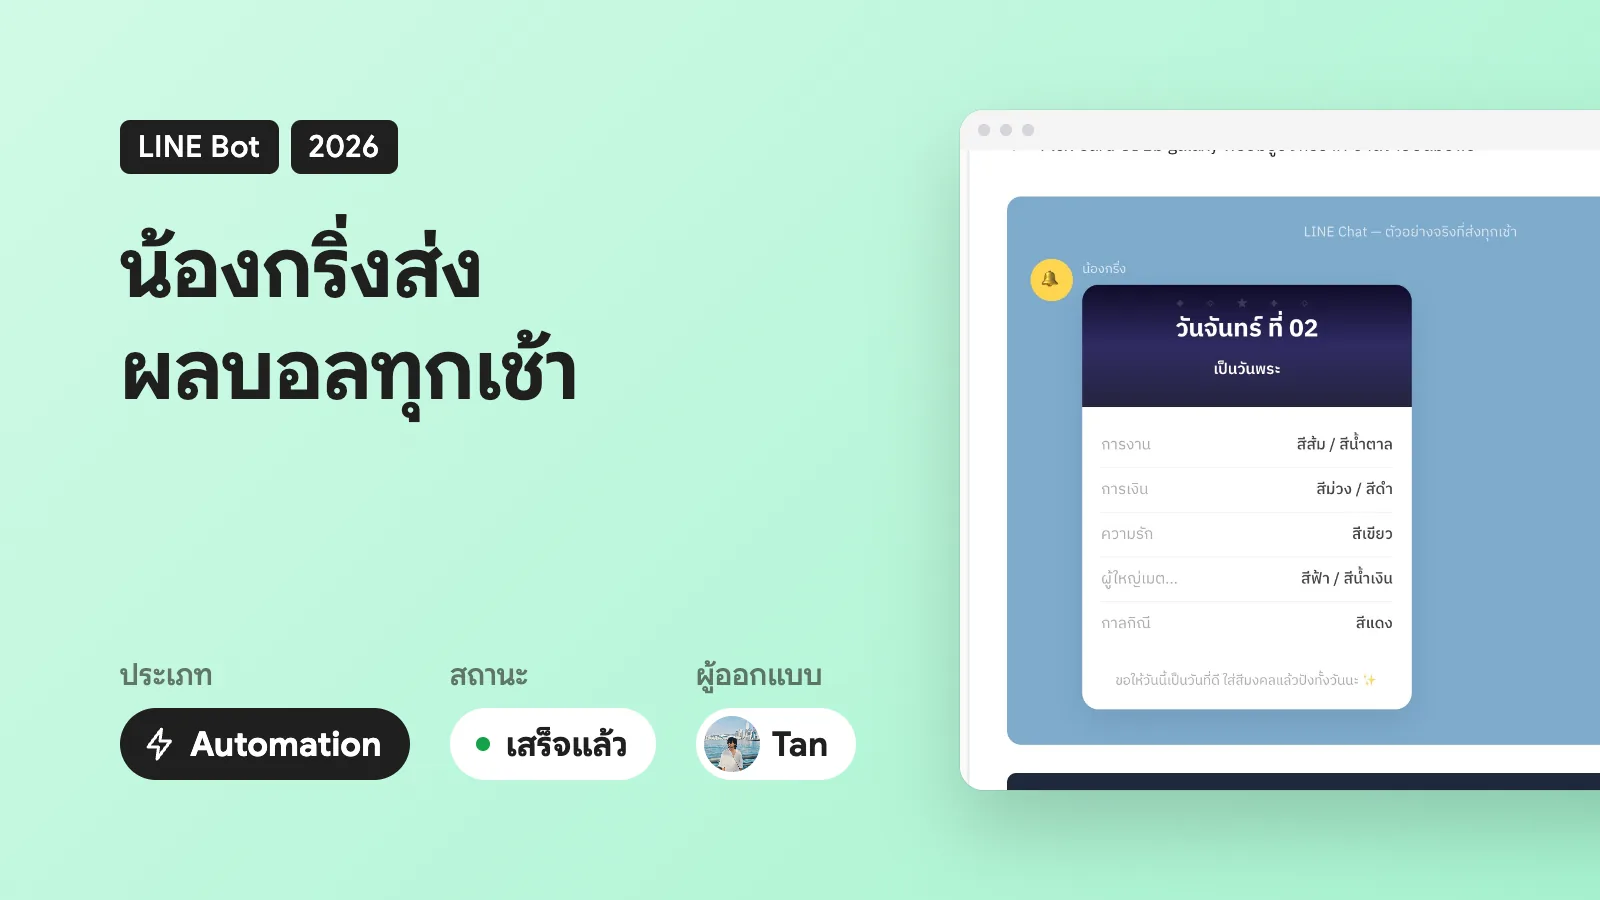 LINE Bot
2026
น้องกริ่งส่ง
ผลบอลทุกเช้า
ประเภท
สถานะ
ผู้ออกแบบ
Automation
เสร็จแล้ว
Tan
LINE Chat — ตัวอย่างจริงที่ส่งทุกเช้า
น้องกริ่ง
วันจันทร์ ที่ 02
เป็นวันพระ
การงาน
สีส้ม / สีน้ำตาล
การเงิน
สีม่วง / สีดำ
ความรัก
สีเขียว
ผู้ใหญ่เมต...
สีฟ้า / สีน้ำเงิน
กาลกิณี
สีแดง
ขอให้วันนี้เป็นวันที่ดี ใส่สีมงคลแล้วปังทั้งวันนะ ✨